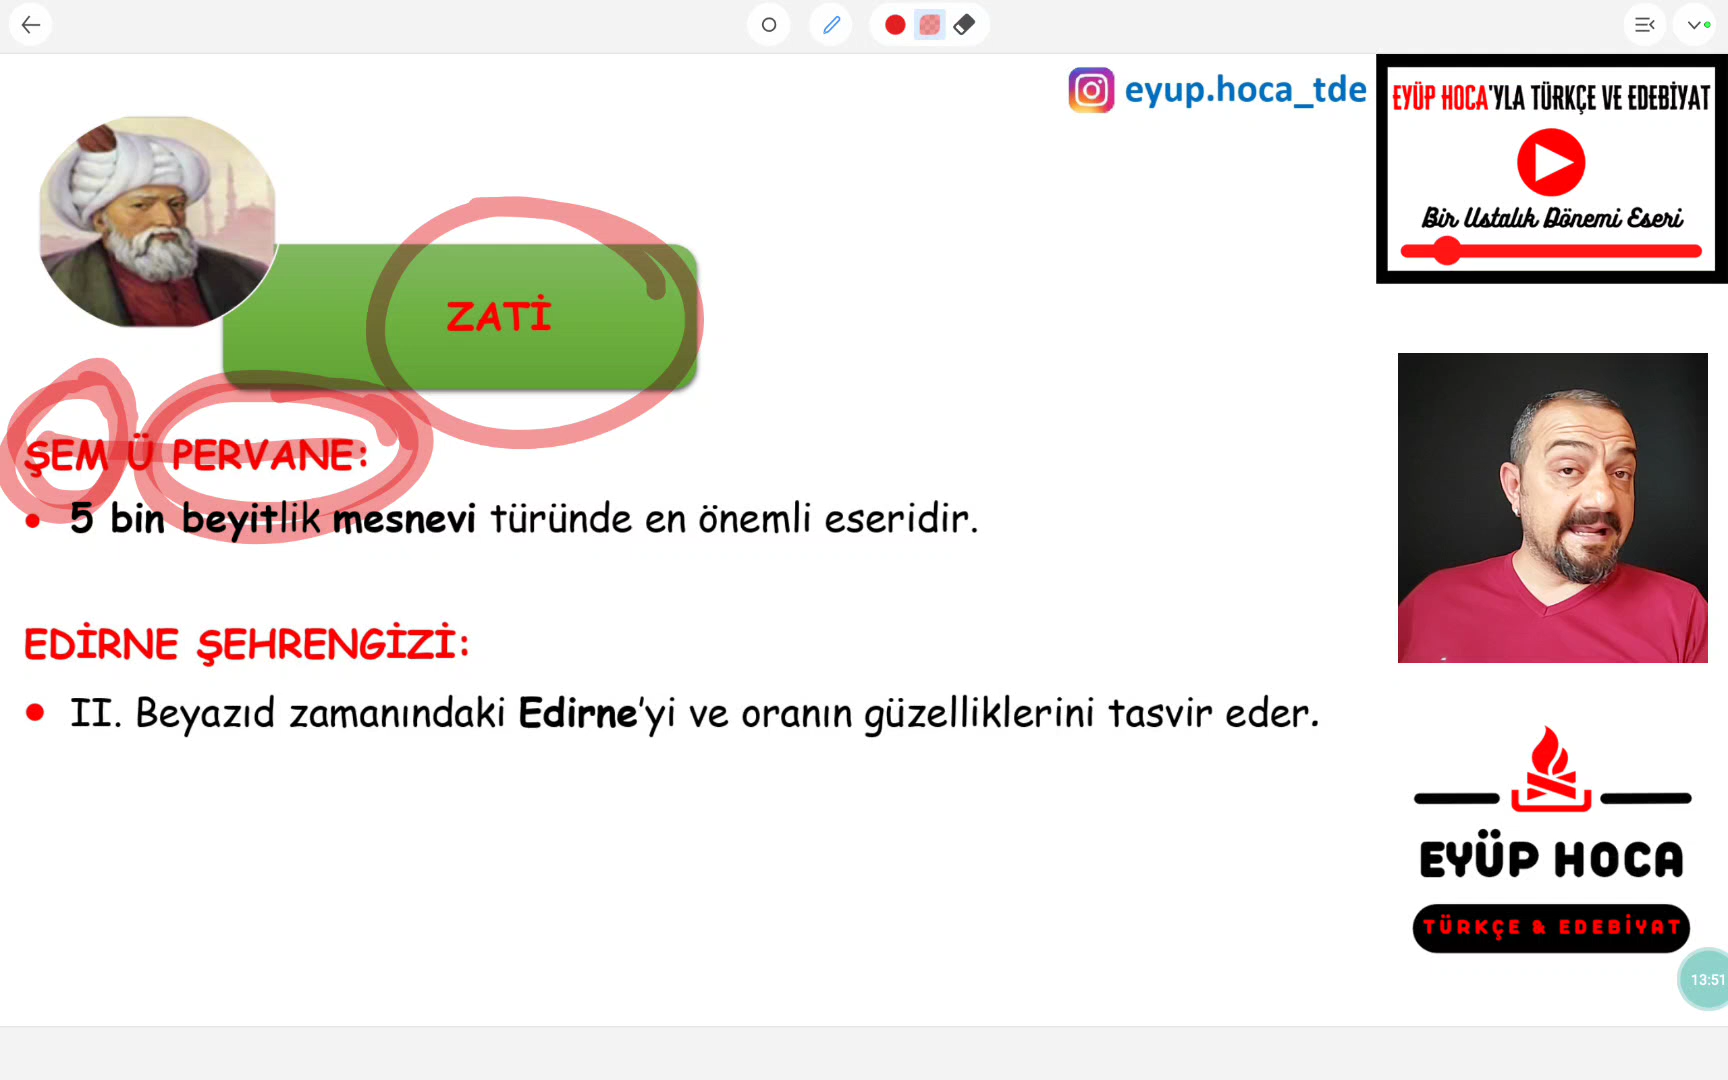 eyup.hoca_tde
EYÜP HOCA'YLA TÜRKÇE VE EDEBİYAT
Bir Ustalık Dönemi Eseri
ZATİ
ŞEM Ü PERVANE:
• 5 bin beyitlik mesnevi türünde en önemli eseridir.
EDİRNE ŞEHRENGİZİ:
• II. Beyazıd zamanındaki Edirne'yi ve oranın güzelliklerini tasvir eder.
EYÜP HOCA
TÜRKÇE & EDEBİYAT
13:51